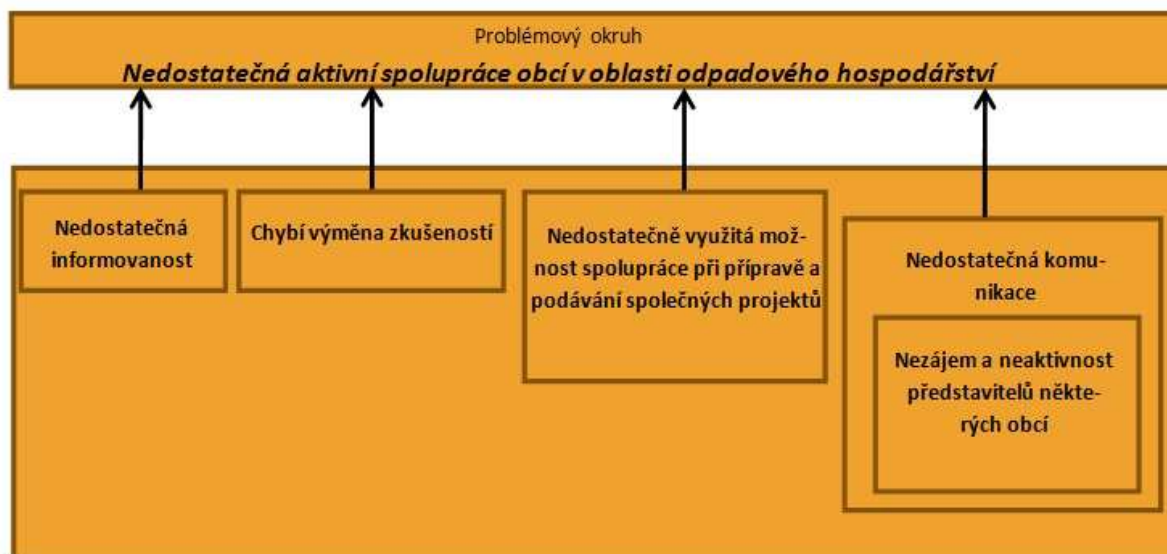 Problémový okruh
Nedostatečná aktivní spolupráce obcí v oblasti odpadového hospodářství
Nedostatečná
informovanost
Chybí výměna zkušeností
Nedostatečně využitá mož-
nost spolupráce při přípravě a
podávání společných projektů
Nedostatečná komu-
nikace
Nezájem a neaktivnost
představitelů někte-
rých obcí